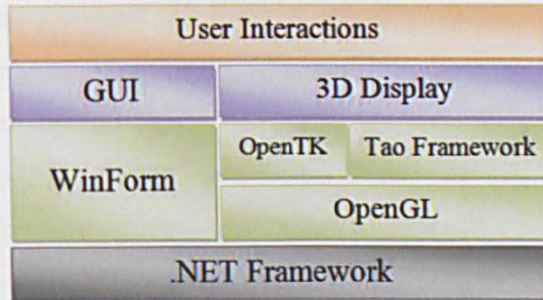 User Interactions
GUI
3D Display
WinForm
OpenTK
Tao Framework
OpenGL
.NET Framework